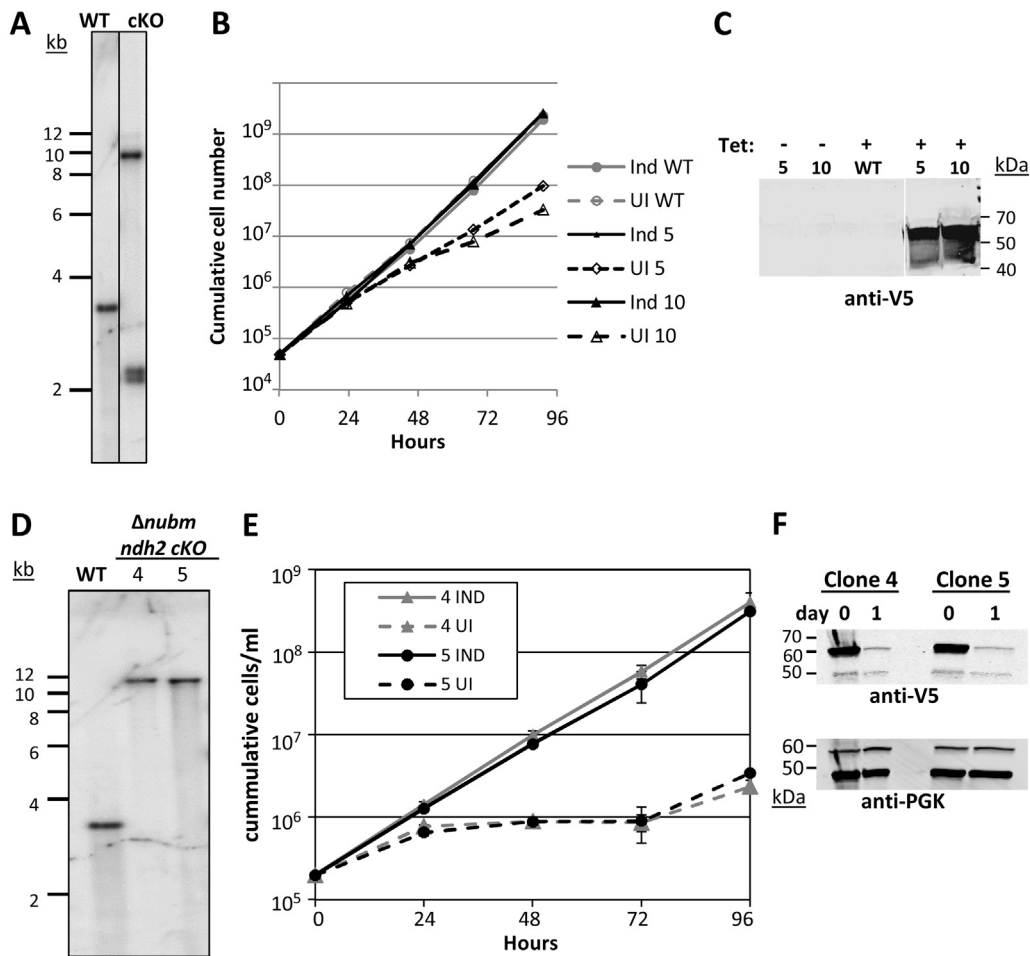 A
WT cKO
kb
12
10
8
6
4
2
B
Cumulative cell number
10⁹
10⁸
10⁷
10⁶
10⁵
10⁴
0 24 48 72 96
Hours
Ind WT
UI WT
Ind 5
UI 5
Ind 10
UI 10
C
Tet: - - + + +
5 10 WT 5 10 kDa
70
50
40
anti-V5
D
Δnubm
ndh2 cKO
kb WT 4 5
12
10
8
6
4
2
E
cummulative cells/ml
10⁹
10⁸
10⁷
10⁶
10⁵
4 IND
4 UI
5 IND
5 UI
0 24 48 72 96
Hours
F
Clone 4 Clone 5
day 0 1 0 1
70
60
50
anti-V5
60
50
kDa
anti-PGK